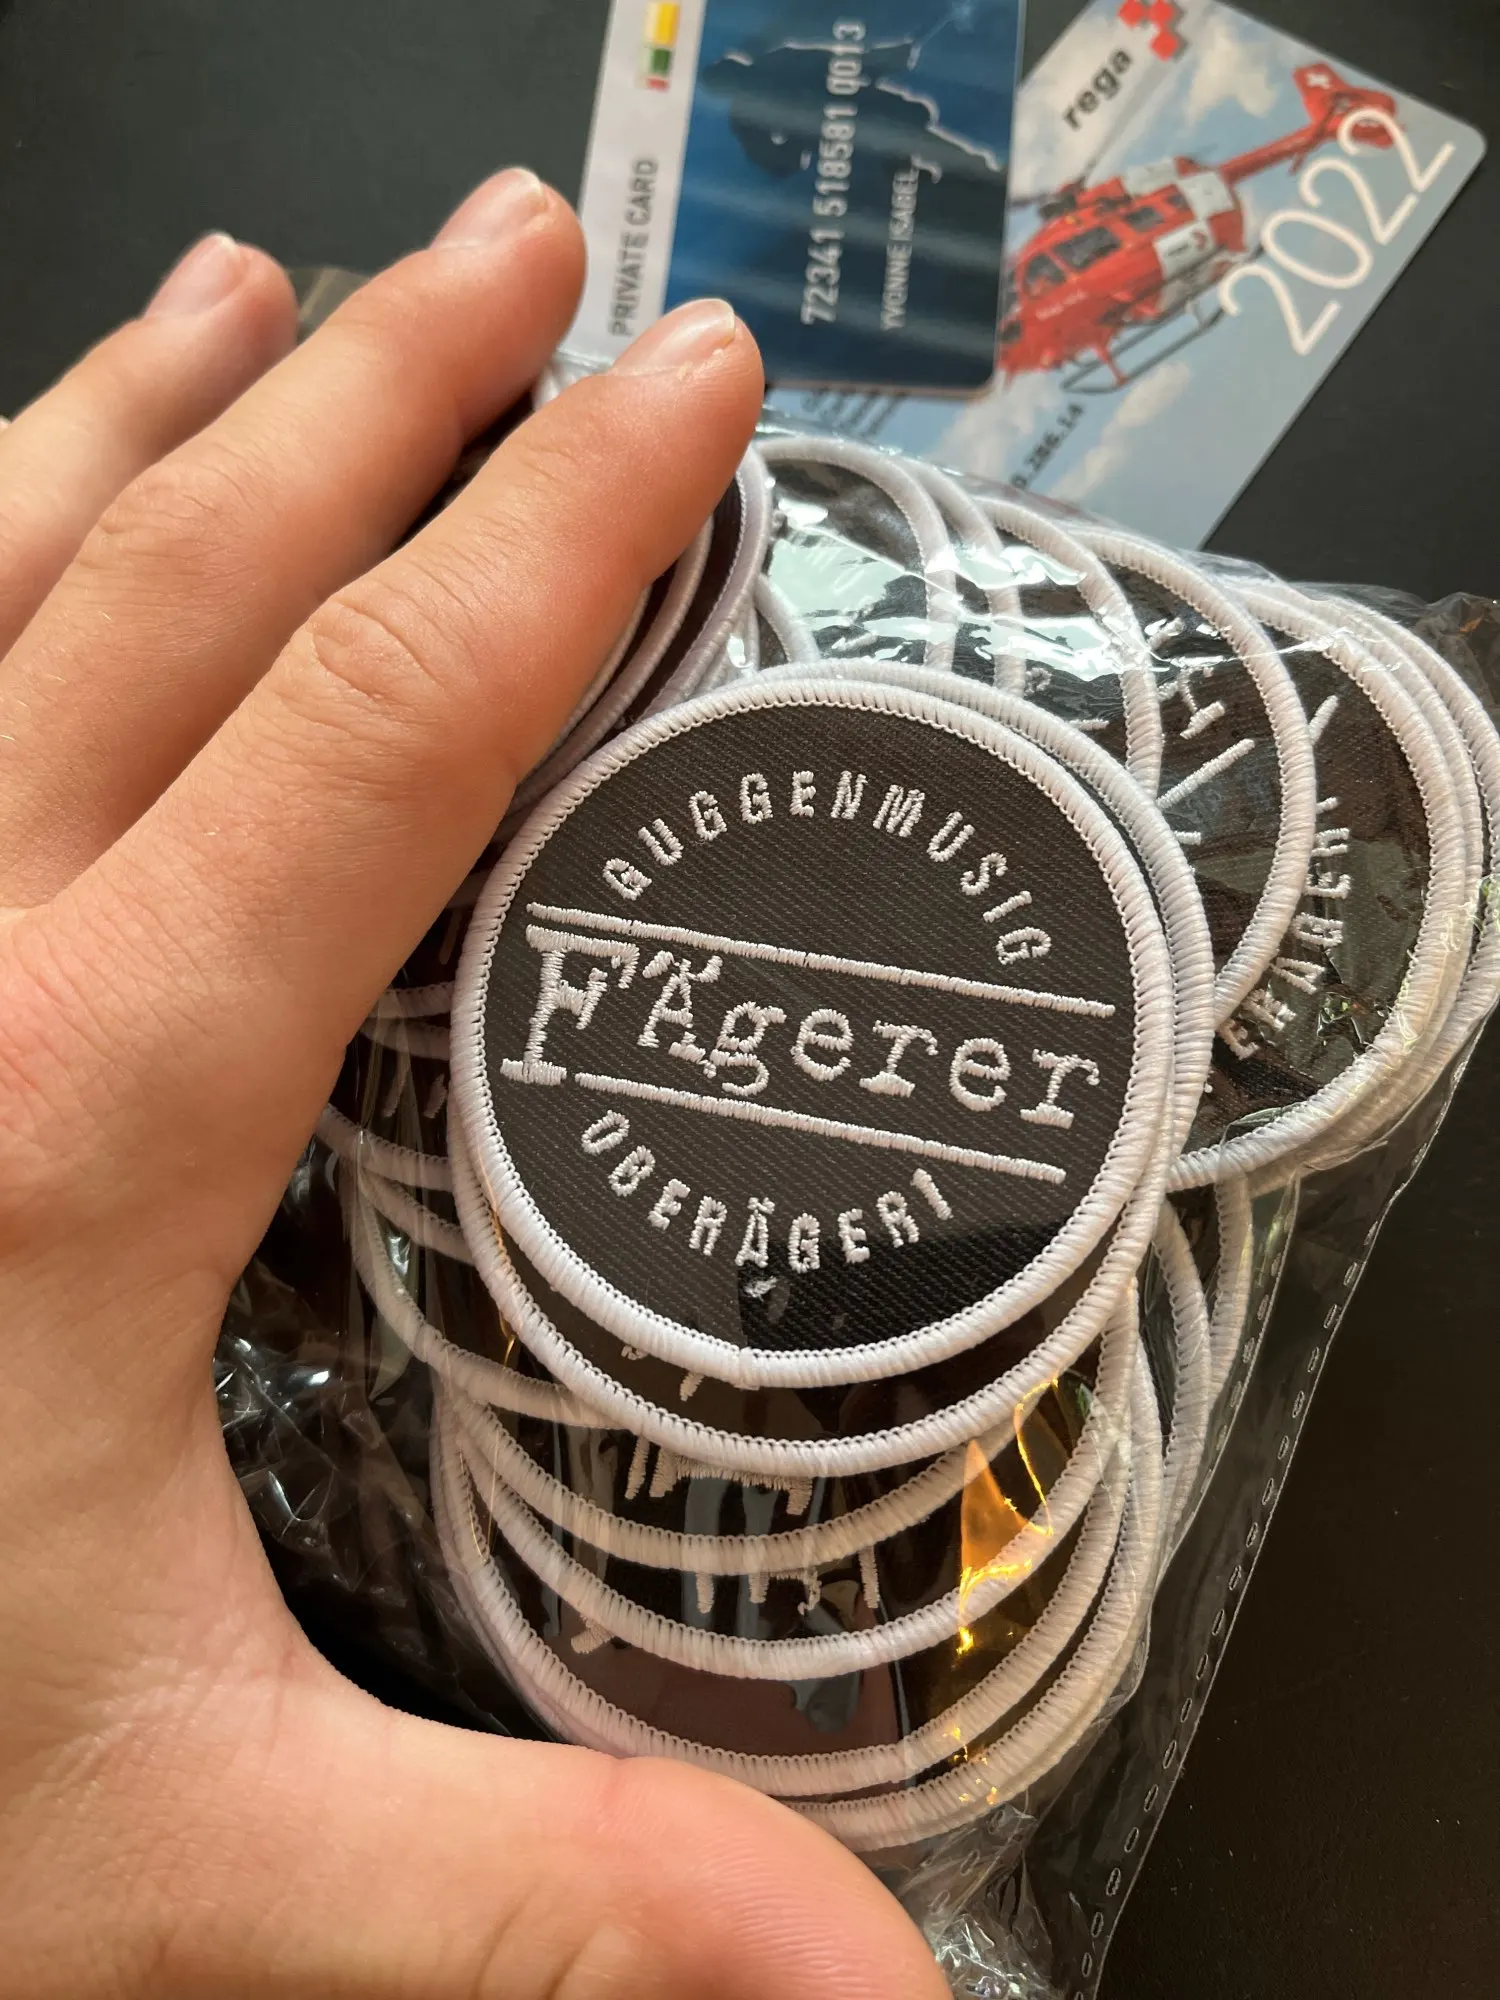 PRIVATE CARD
72341 518581 0013
YVONNE ISABEL
rega
2022
GUGGENMUSIG
FÄgerer
OBERÄGERI